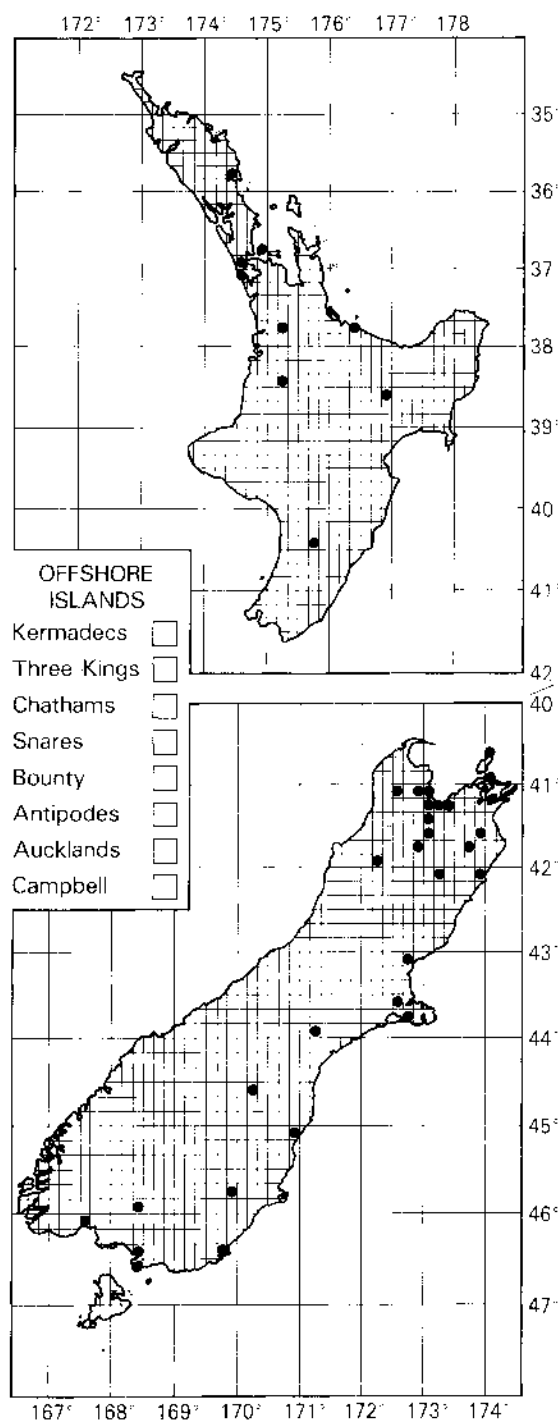 172° 173° 174° 175° 176° 177° 178°
35°
36°
37°
38°
39°
40
41
42
OFFSHORE
ISLANDS
Kermadecs
Three Kings
Chathams
Snares
Bounty
Antipodes
Aucklands
Campbell
40
41°
42°
43°
44°
45°
46°
47°
167° 168° 169° 170° 171° 172° 173° 174°